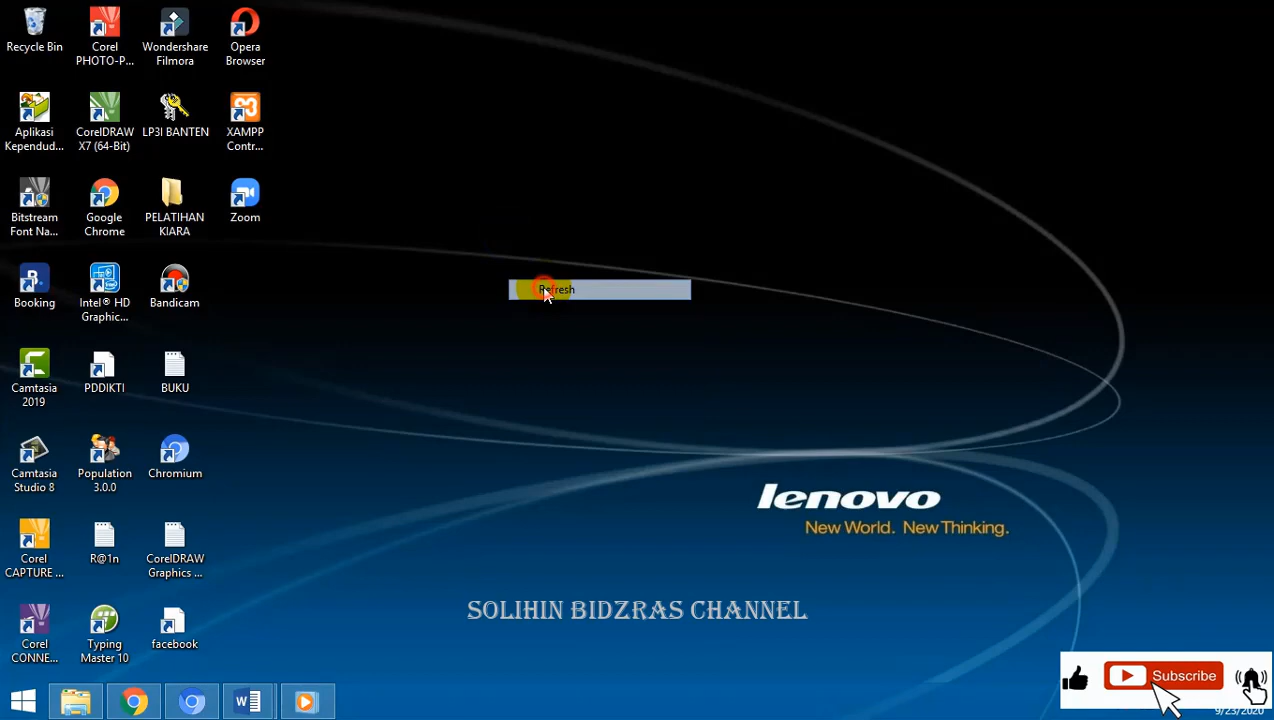 Recycle Bin
Corel
PHOTO-P...
Wondershare
Filmora
Opera
Browser
Aplikasi
Kependud...
CorelDRAW
X7 (64-Bit)
LP3I BANTEN
XAMPP
Contr...
Bitstream
Font Na...
Google
Chrome
PELATIHAN
KIARA
Zoom
B.
Booking
Intel® HD
Graphic...
Bandicam
Refresh
Camtasia
2019
PDDIKTI
BUKU
Camtasia
Studio 8
Population
3.0.0
Chromium
lenovo
New World. New Thinking.
Corel
CAPTURE ...
R@1n
CorelDRAW
Graphics ...
Corel
CONNE...
Typing
Master 10
facebook
SOLIHIN BIDZRAS CHANNEL
Subscribe
9/23/2020